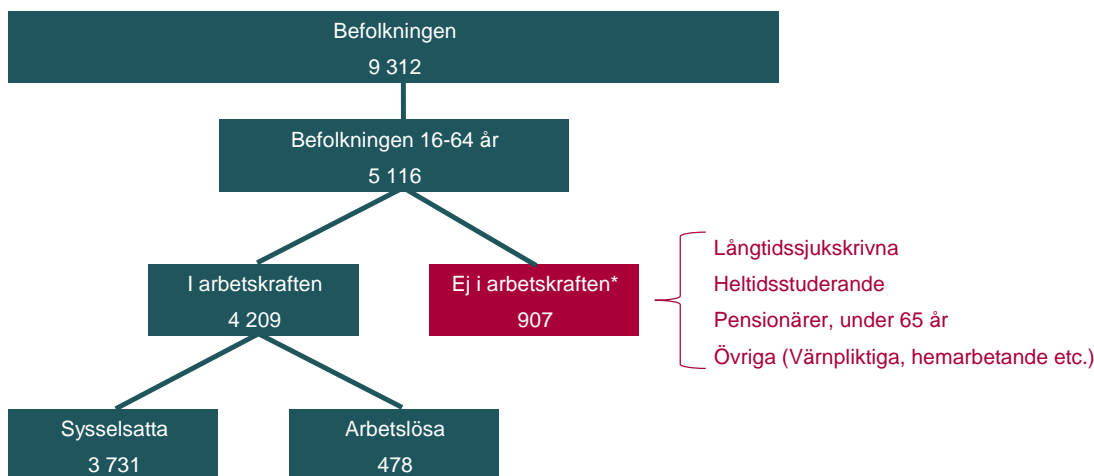 Befolkningen
9 312
Befolkningen 16-64 år
5 116
I arbetskraften
4 209
Ej i arbetskraften*
907
Långtidssjukskrivna
Heltidsstuderande
Pensionärer, under 65 år
Övriga (Värnpliktiga, hemarbetande etc.)
Sysselsatta
3 731
Arbetslösa
478